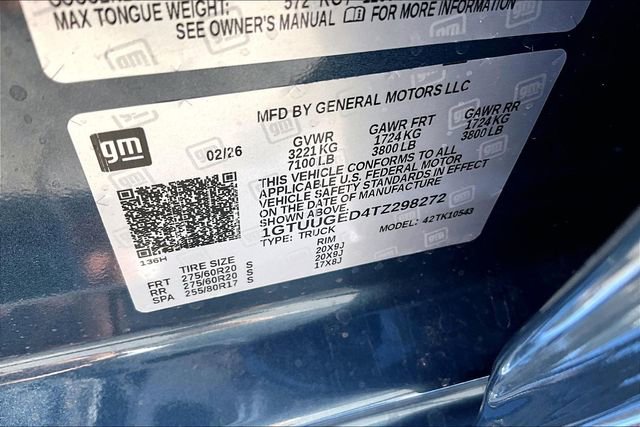 MAX TONGUE WEIGHT: 572 KG
SEE OWNER'S MANUAL FOR MORE INFORMATION
MFD BY GENERAL MOTORS LLC
gm
02/26
GVWR GAWR FRT GAWR RR
3221 KG 1724 KG 1724 KG
7100 LB 3800 LB 3800 LB
THIS VEHICLE CONFORMS TO ALL
APPLICABLE U.S. FEDERAL MOTOR
VEHICLE SAFETY STANDARDS IN EFFECT
ON THE DATE OF MANUFACTURE
SHOWN ABOVE.
1GTUUGED4TZ298272
TYPE: TRUCK MODEL: 42TK10543
136H
TIRE SIZE RIM
FRT 275/60R20 S 20X9J
RR 275/60R20 S 20X9J
SPA 255/80R17 S 17X8J